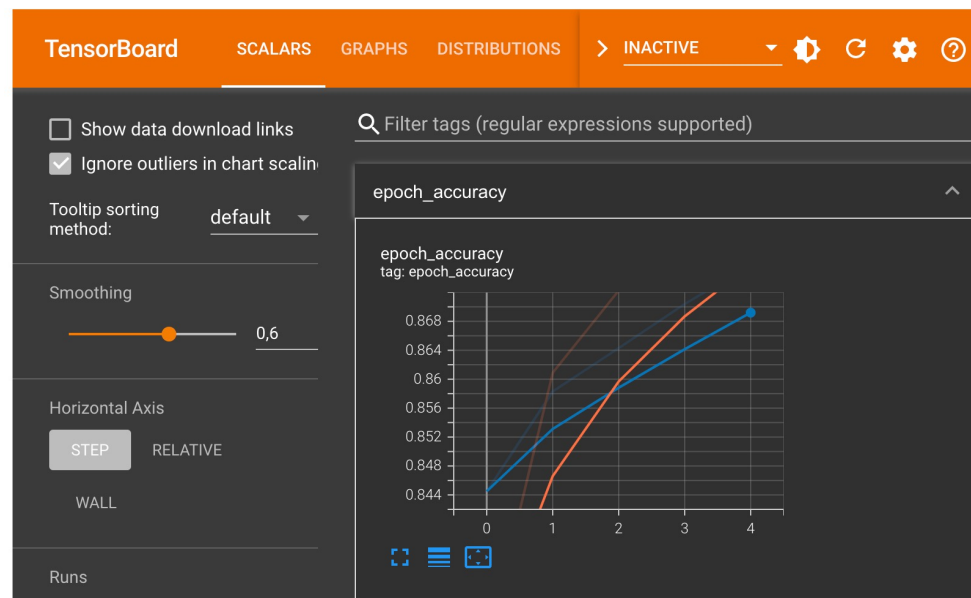 TensorBoard SCALARS GRAPHS DISTRIBUTIONS INACTIVE
Show data download links
Ignore outliers in chart scaling
Filter tags (regular expressions supported)
Tooltip sorting
method:
default
epoch_accuracy
epoch_accuracy
tag: epoch_accuracy
Smoothing
0,6
0.868
0.864
0.86
0.856
0.852
0.848
0.844
0 1 2 3 4
Horizontal Axis
STEP RELATIVE
WALL
Runs